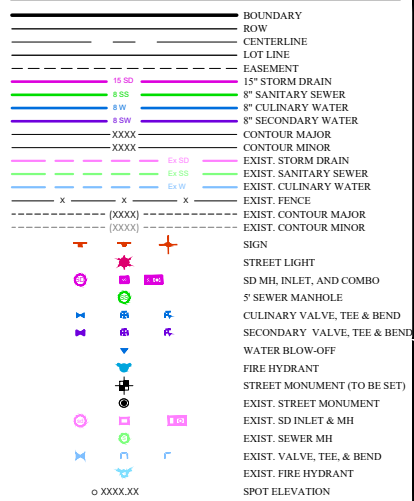 BOUNDARY
ROW
CENTERLINE
LOT LINE
EASEMENT
15 SD 15" STORM DRAIN
8 SS 8" SANITARY SEWER
8 W 8" CULINARY WATER
8 SW 8" SECONDARY WATER
XXXX CONTOUR MAJOR
XXXX CONTOUR MINOR
Ex SD EXIST. STORM DRAIN
Ex SS EXIST. SANITARY SEWER
Ex W EXIST. CULINARY WATER
X X X EXIST. FENCE
(XXXX) EXIST. CONTOUR MAJOR
(XXXX) EXIST. CONTOUR MINOR
SIGN
STREET LIGHT
SD SD MH, INLET, AND COMBO
SS 5' SEWER MANHOLE
CULINARY VALVE, TEE & BEND
SECONDARY VALVE, TEE & BEND
WATER BLOW-OFF
FIRE HYDRANT
STREET MONUMENT (TO BE SET)
EXIST. STREET MONUMENT
EXIST. SD INLET & MH
EXIST. SEWER MH
EXIST. VALVE, TEE, & BEND
EXIST. FIRE HYDRANT
XXXX.XX SPOT ELEVATION